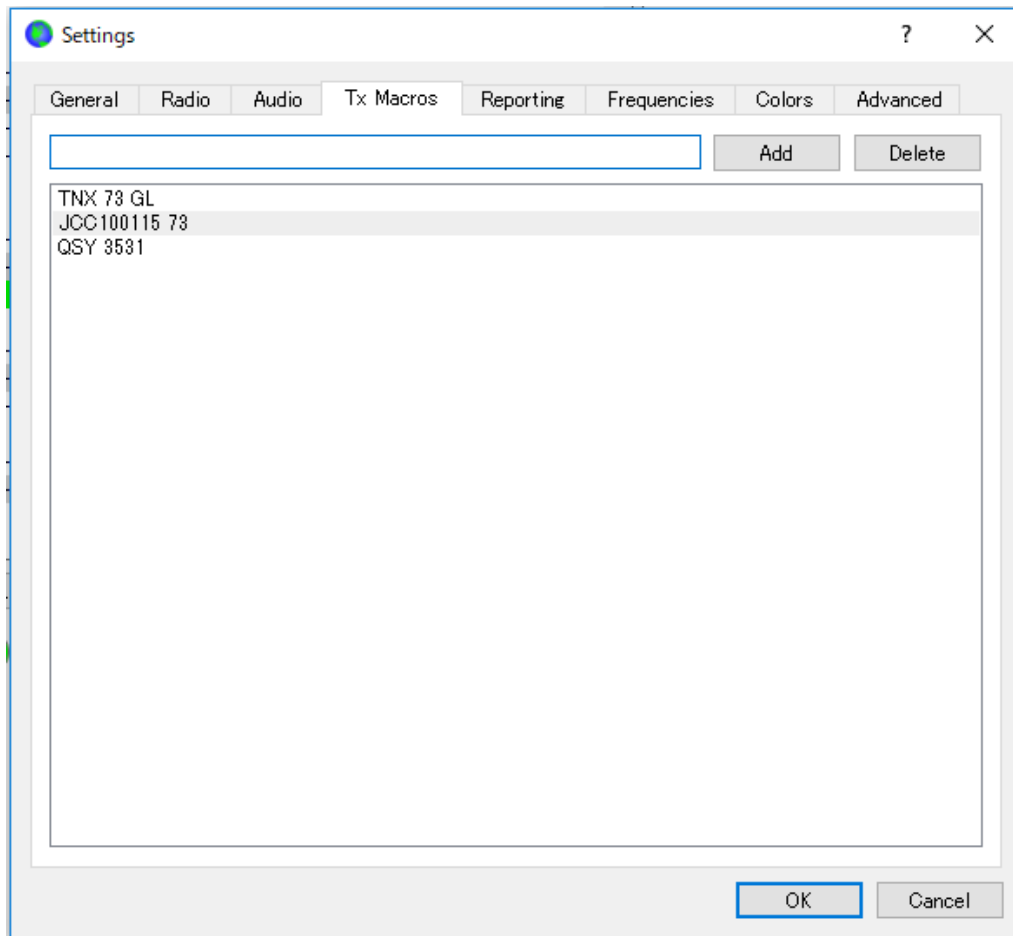 Settings
?
General Radio Audio Tx Macros Reporting Frequencies Colors Advanced
Add Delete
TNX 73 GL
JCC100115 73
QSY 3531
OK Cancel